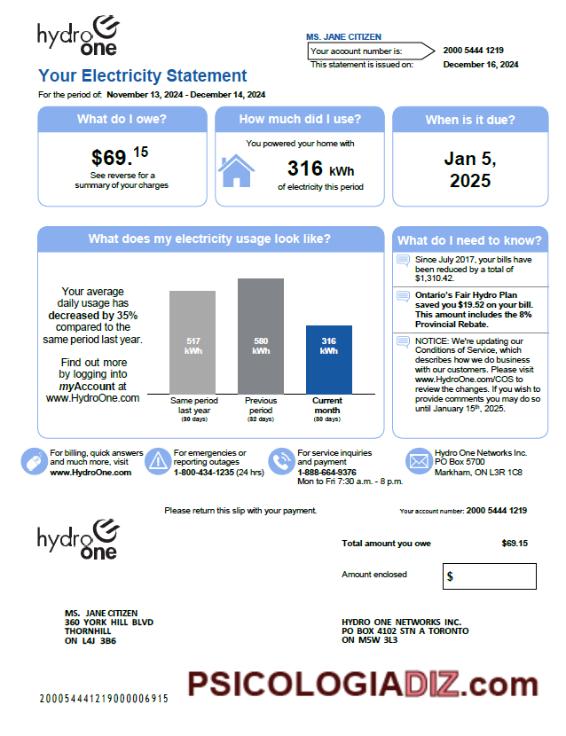 hydro one
MS. JANE CITIZEN
Your account number is: 2000 5444 1219
This statement is issued on: December 16, 2024
Your Electricity Statement
For the period of: November 13, 2024 - December 14, 2024
What do I owe?
$69.15
See reverse for a
summary of your charges
How much did I use?
You powered your home with
316 kWh
of electricity this period
When is it due?
Jan 5,
2025
What does my electricity usage look like?
Your average
daily usage has
decreased by 35%
compared to the
same period last year.
Find out more
by logging into
myAccount at
www.HydroOne.com
517
kWh
580
kWh
316
kWh
Same period
last year
(30 days)
Previous
period
(32 days)
Current
month
(30 days)
What do I need to know?
Since July 2017, your bills have
been reduced by a total of
$1,310.42.
Ontario's Fair Hydro Plan
saved you $19.52 on your bill.
This amount includes the 8%
Provincial Rebate.
NOTICE: We're updating our
Conditions of Service, which
describes how we do business
with our customers. Please visit
www.HydroOne.com/COS to
review the changes. If you wish to
provide comments you may do so
until January 15th, 2025.
For billing, quick answers
and much more, visit
www.HydroOne.com
For emergencies or
reporting outages
1-800-434-1235 (24 hrs)
For service inquiries
and payment
1-888-664-9376
Mon to Fri 7:30 a.m. - 8 p.m.
Hydro One Networks Inc.
PO Box 5700
Markham, ON L3R 1C8
Please return this slip with your payment.
Your account number: 2000 5444 1219
hydro one
Total amount you owe $69.15
Amount enclosed $
MS. JANE CITIZEN
360 YORK HILL BLVD
THORNHILL
ON L4J 3B6
HYDRO ONE NETWORKS INC.
PO BOX 4102 STN A TORONTO
ON M5W 3L3
PSICOLOGIADIZ.com
200054441219000006915